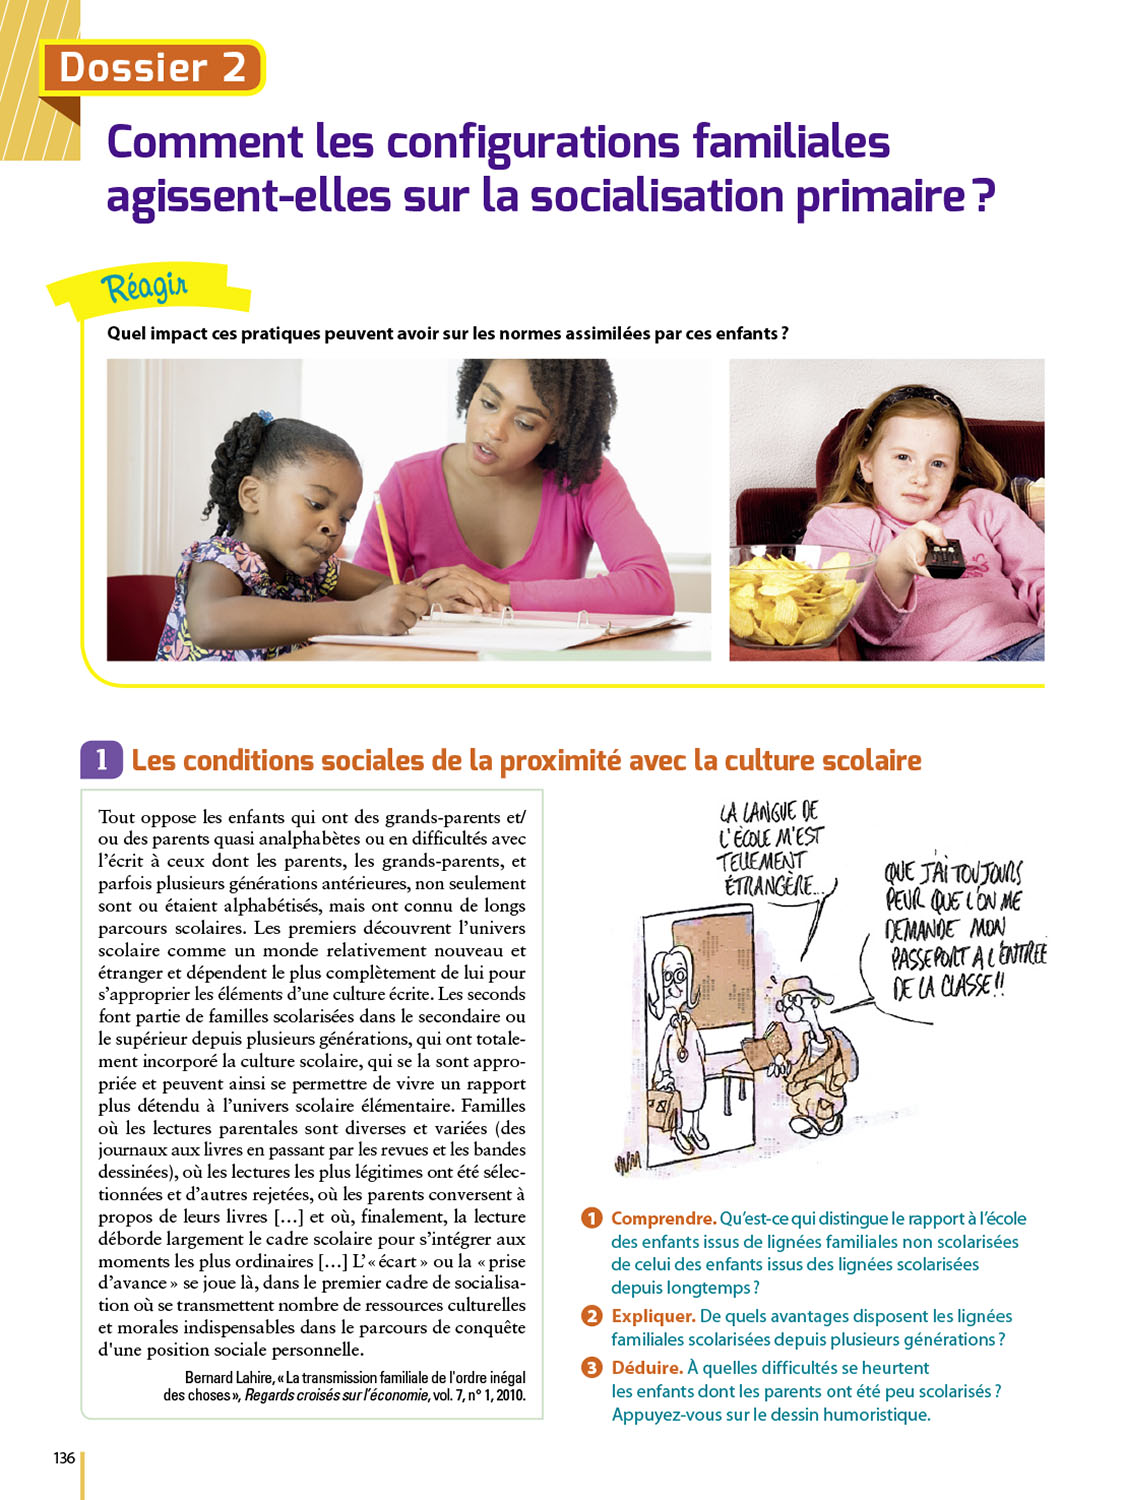 Dossier 2
Comment les configurations familiales
agissent-elles sur la socialisation primaire ?
Réagir
Quel impact ces pratiques peuvent avoir sur les normes assimilées par ces enfants ?
1 Les conditions sociales de la proximité avec la culture scolaire
Tout oppose les enfants qui ont des grands-parents et/
ou des parents quasi analphabètes ou en difficultés avec
l'écrit à ceux dont les parents, les grands-parents, et
parfois plusieurs générations antérieures, non seulement
sont ou étaient alphabétisés, mais ont connu de longs
parcours scolaires. Les premiers découvrent l'univers
scolaire comme un monde relativement nouveau et
étranger et dépendent le plus complètement de lui pour
s'approprier les éléments d'une culture écrite. Les seconds
font partie de familles scolarisées dans le secondaire ou
le supérieur depuis plusieurs générations, qui ont totale-
ment incorporé la culture scolaire, qui se la sont appro-
priée et peuvent ainsi se permettre de vivre un rapport
plus détendu à l'univers scolaire élémentaire. Familles
où les lectures parentales sont diverses et variées (des
journaux aux livres en passant par les revues et les bandes
dessinées), où les lectures les plus légitimes ont été sélec-
tionnées et d'autres rejetées, où les parents conversent à
propos de leurs livres […] et où, finalement, la lecture
déborde largement le cadre scolaire pour s'intégrer aux
moments les plus ordinaires […] L'« écart » ou la « prise
d'avance » se joue là, dans le premier cadre de socialisa-
tion où se transmettent nombre de ressources culturelles
et morales indispensables dans le parcours de conquête
d'une position sociale personnelle.
Bernard Lahire, « La transmission familiale de l'ordre inégal
des choses », Regards croisés sur l'économie, vol. 7, n° 1, 2010.
LA LANGUE DE
L'ÉCOLE M'EST
TELLEMENT
ÉTRANGÈRE...
QUE J'AI TOUJOURS
PEUR QUE L'ON ME
DEMANDE MON
PASSEPORT A L'ENTREE
DE LA CLASSE!!
1 Comprendre. Qu'est-ce qui distingue le rapport à l'école
des enfants issus de lignées familiales non scolarisées
de celui des enfants issus des lignées scolarisées
depuis longtemps ?
2 Expliquer. De quels avantages disposent les lignées
familiales scolarisées depuis plusieurs générations ?
3 Déduire. À quelles difficultés se heurtent
les enfants dont les parents ont été peu scolarisés ?
Appuyez-vous sur le dessin humoristique.
136